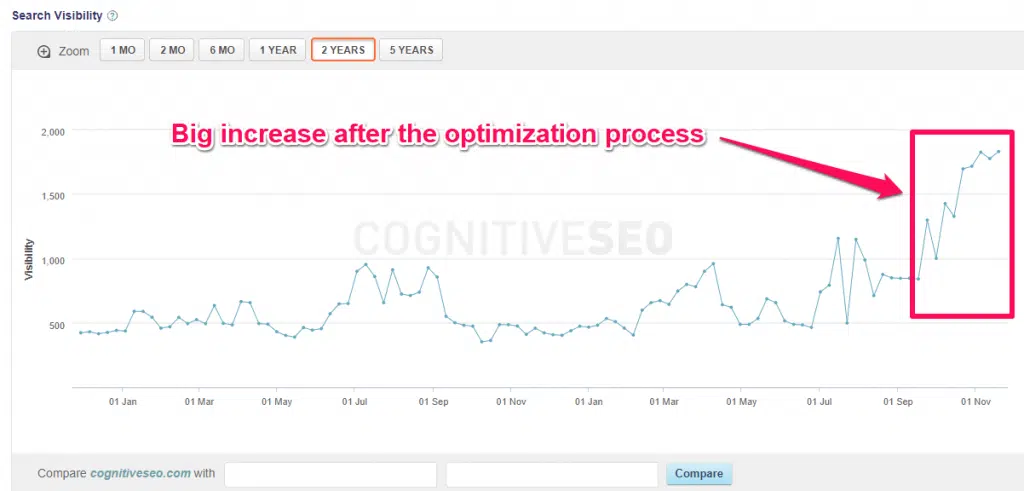 Search Visibility ?
Zoom 1 MO 2 MO 6 MO 1 YEAR 2 YEARS 5 YEARS
Big increase after the optimization process
COGNITIVESEO
Visibility
2,000
1,500
1,000
500
01 Jan 01 Mar 01 May 01 Jul 01 Sep 01 Nov 01 Jan 01 Mar 01 May 01 Jul 01 Sep 01 Nov
Compare cognitiveseo.com with Compare